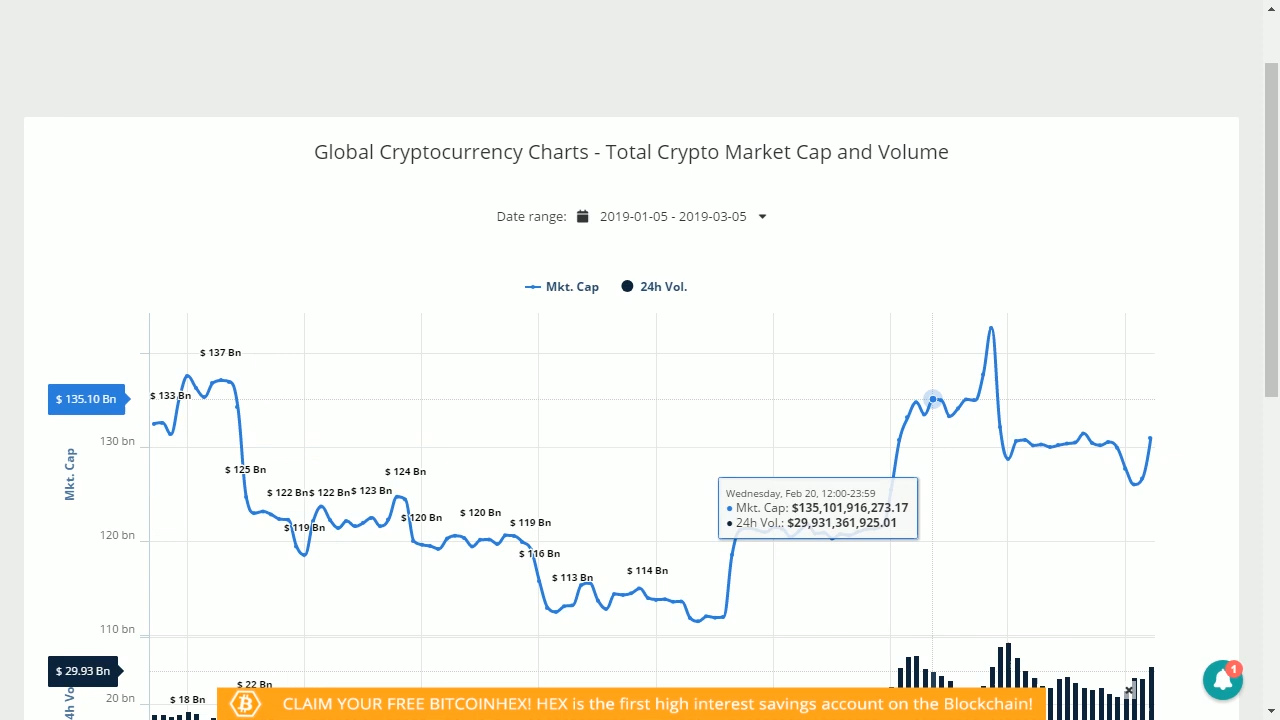 Global Cryptocurrency Charts - Total Crypto Market Cap and Volume
Date range: 2019-01-05 - 2019-03-05
Mkt. Cap 24h Vol.
$ 137 Bn
$ 133 Bn
$ 135.10 Bn
130 bn
Mkt. Cap
$ 125 Bn
$ 124 Bn
$ 122 Bn $ 122 Bn $ 123 Bn
$ 119 Bn
$ 120 Bn
$ 120 Bn
$ 119 Bn
120 bn
$ 116 Bn
$ 113 Bn
$ 114 Bn
Wednesday, Feb 20, 12:00-23:59
Mkt. Cap: $135,101,916,273.17
24h Vol.: $29,931,361,925.01
110 bn
$ 29.93 Bn
24h Vo
$ 22 Bn
20 bn
$ 18 Bn
CLAIM YOUR FREE BITCOINHEX! HEX is the first high interest savings account on the Blockchain!
1